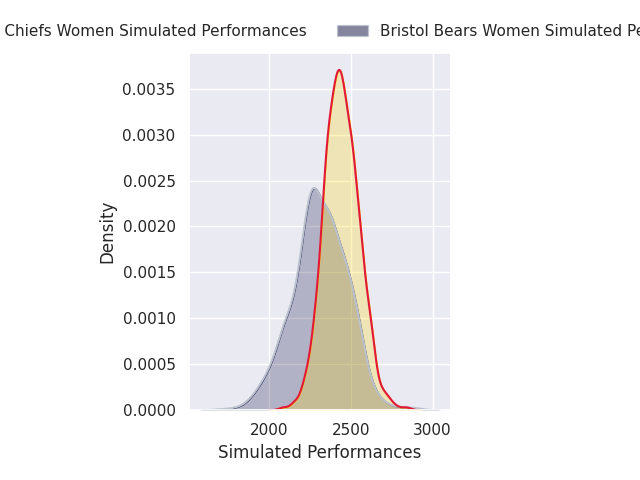 Chiefs Women Simulated Performances
Bristol Bears Women Simulated
0.0035
0.0030
0.0025
0.0020
0.0015
0.0010
0.0005
0.0000
Density
2000 2500 3000
Simulated Performances